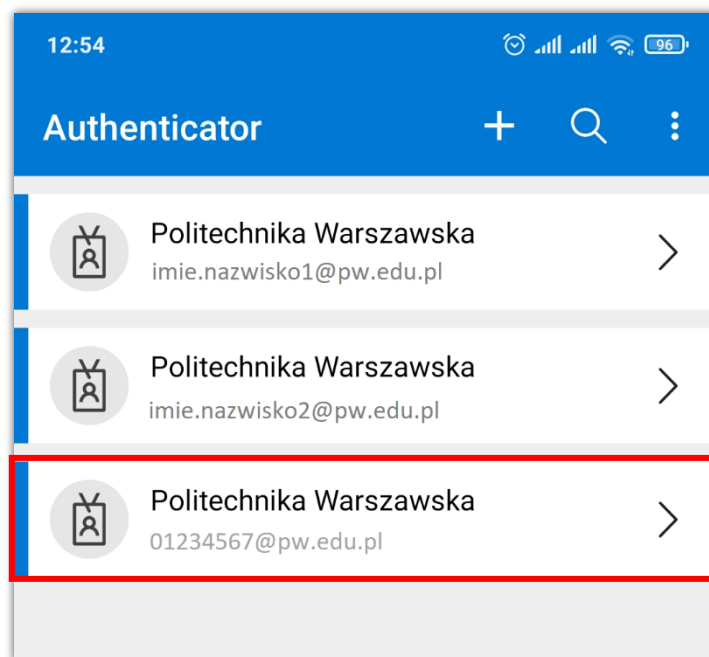 12:54
96
Authenticator
Politechnika Warszawska
imie.nazwisko1@pw.edu.pl
Politechnika Warszawska
imie.nazwisko2@pw.edu.pl
Politechnika Warszawska
01234567@pw.edu.pl